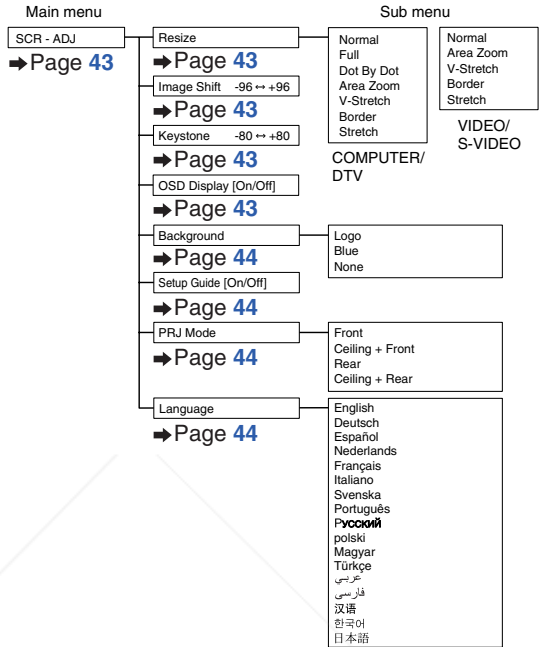 Main menu
Sub menu
SCR - ADJ
➡Page 43
Resize
➡Page 43
Image Shift -96 ↔ +96
➡Page 43
Keystone -80 ↔ +80
➡Page 43
OSD Display [On/Off]
➡Page 43
Background
➡Page 44
Setup Guide [On/Off]
➡Page 44
PRJ Mode
➡Page 44
Language
➡Page 44
Normal
Full
Dot By Dot
Area Zoom
V-Stretch
Border
Stretch
COMPUTER/
DTV
Normal
Area Zoom
V-Stretch
Border
Stretch
VIDEO/
S-VIDEO
Logo
Blue
None
Front
Ceiling + Front
Rear
Ceiling + Rear
English
Deutsch
Español
Nederlands
Français
Italiano
Svenska
Português
Русский
polski
Magyar
Türkçe
عربي
فارسی
汉语
한국어
日本語